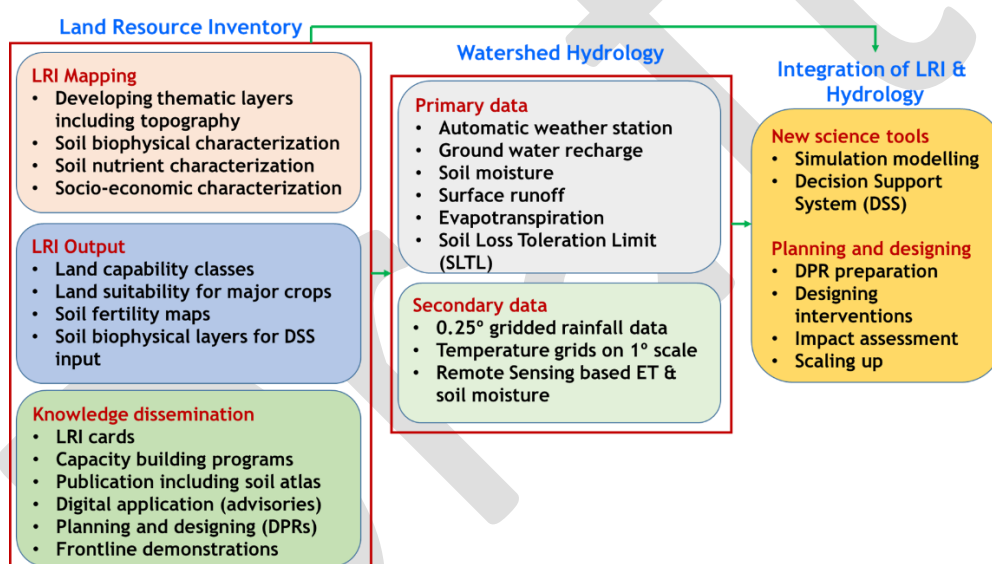 Land Resource Inventory
LRI Mapping
• Developing thematic layers
including topography
• Soil biophysical characterization
• Soil nutrient characterization
• Socio-economic characterization
LRI Output
• Land capability classes
• Land suitability for major crops
• Soil fertility maps
• Soil biophysical layers for DSS
input
Knowledge dissemination
• LRI cards
• Capacity building programs
• Publication including soil atlas
• Digital application (advisories)
• Planning and designing (DPRs)
• Frontline demonstrations
Watershed Hydrology
Primary data
• Automatic weather station
• Ground water recharge
• Soil moisture
• Surface runoff
• Evapotranspiration
• Soil Loss Toleration Limit
(SLTL)
Secondary data
• 0.25º gridded rainfall data
• Temperature grids on 1º scale
• Remote Sensing based ET &
soil moisture
Integration of LRI &
Hydrology
New science tools
• Simulation modelling
• Decision Support
System (DSS)
Planning and designing
• DPR preparation
• Designing
interventions
• Impact assessment
• Scaling up